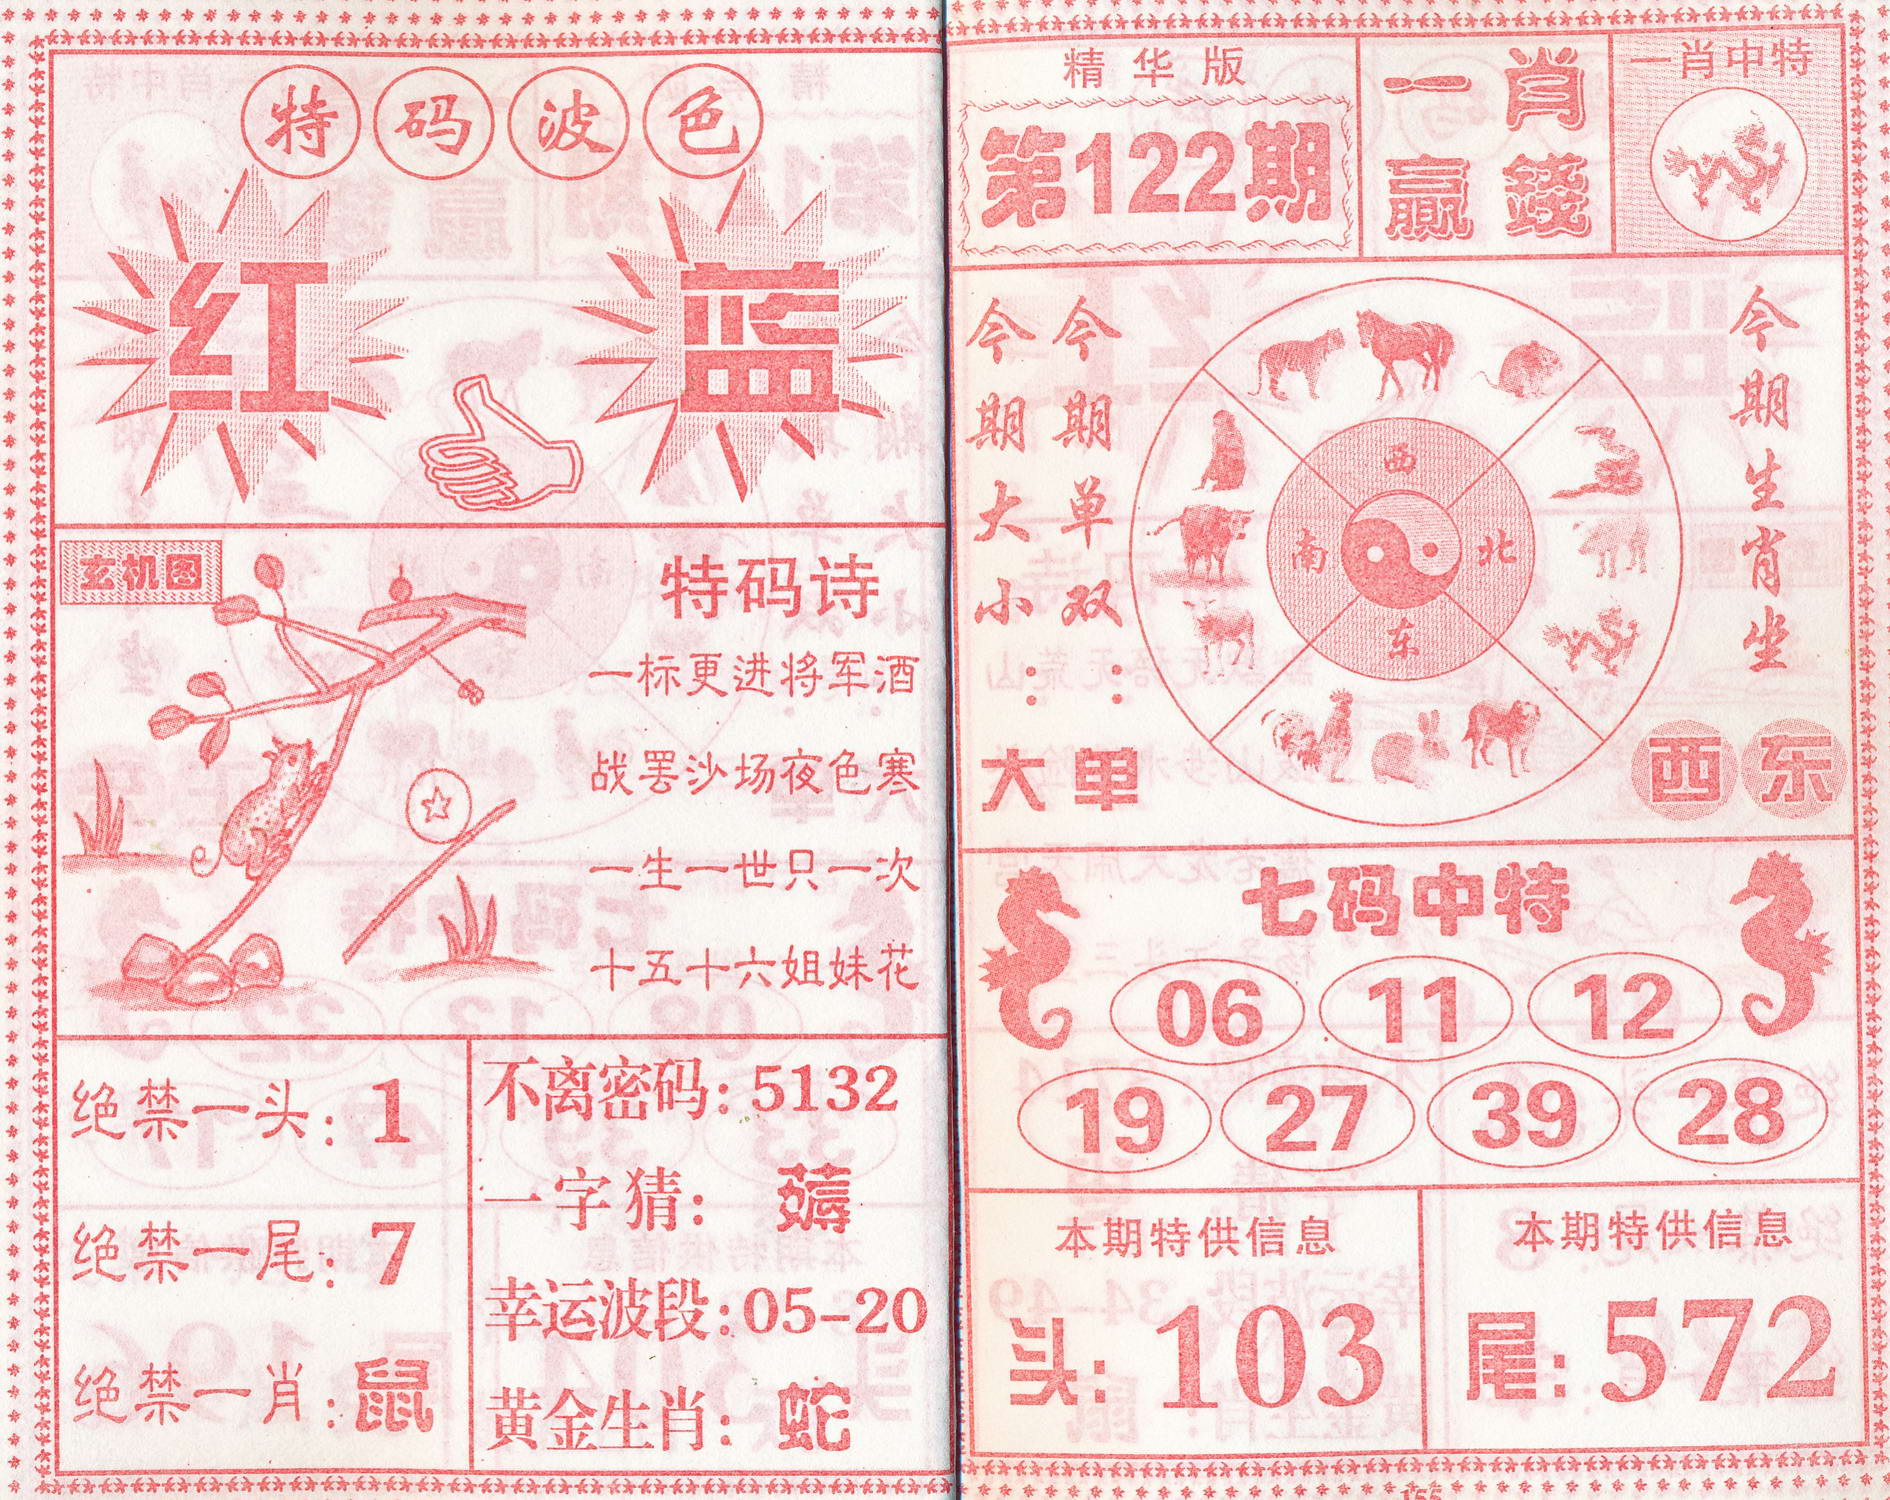 特码波色
红 蓝
玄机图
特码诗
一标更进将军酒
战罢沙场夜色寒
一生一世只一次
十五十六姐妹花
绝禁一头：1
绝禁一尾：7
绝禁一肖：鼠
不离密码：5132
一字猜：薅
幸运波段：05-20
黄金生肖：蛇
精华版
第122期
一肖
赢錢
一肖中特
今期大小：大
今期单双：单
西
南
北
东
今期生肖坐
西东
七码中特
06 11 12
19 27 39 28
本期特供信息
头：103
本期特供信息
尾：572